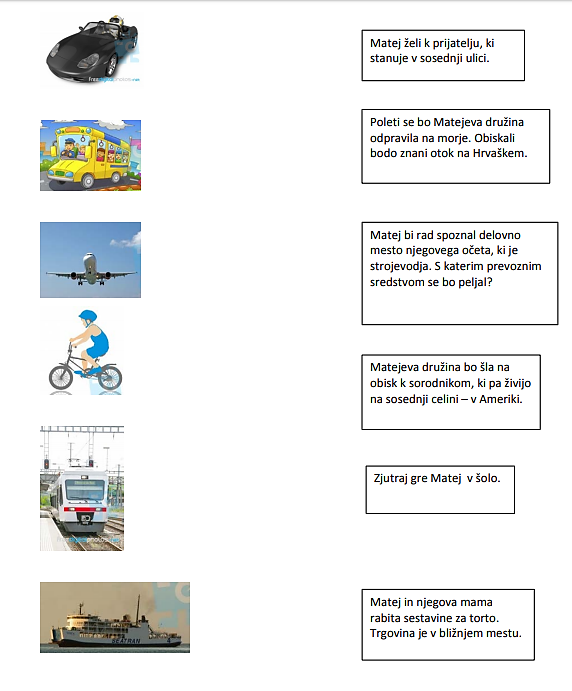 Matej želi k prijatelju, ki
stanuje v sosednji ulici.
Poleti se bo Matejeva družina
odpravila na morje. Obiskali
bodo znani otok na Hrvaškem.
Matej bi rad spoznal delovno
mesto njegovega očeta, ki je
strojevodja. S katerim prevoznim
sredstvom se bo peljal?
Matejeva družina bo šla na
obisk k sorodnikom, ki pa živijo
na sosednji celini – v Ameriki.
Zjutraj gre Matej v šolo.
SEATRAN
Matej in njegova mama
rabita sestavine za torto.
Trgovina je v bližnjem mestu.